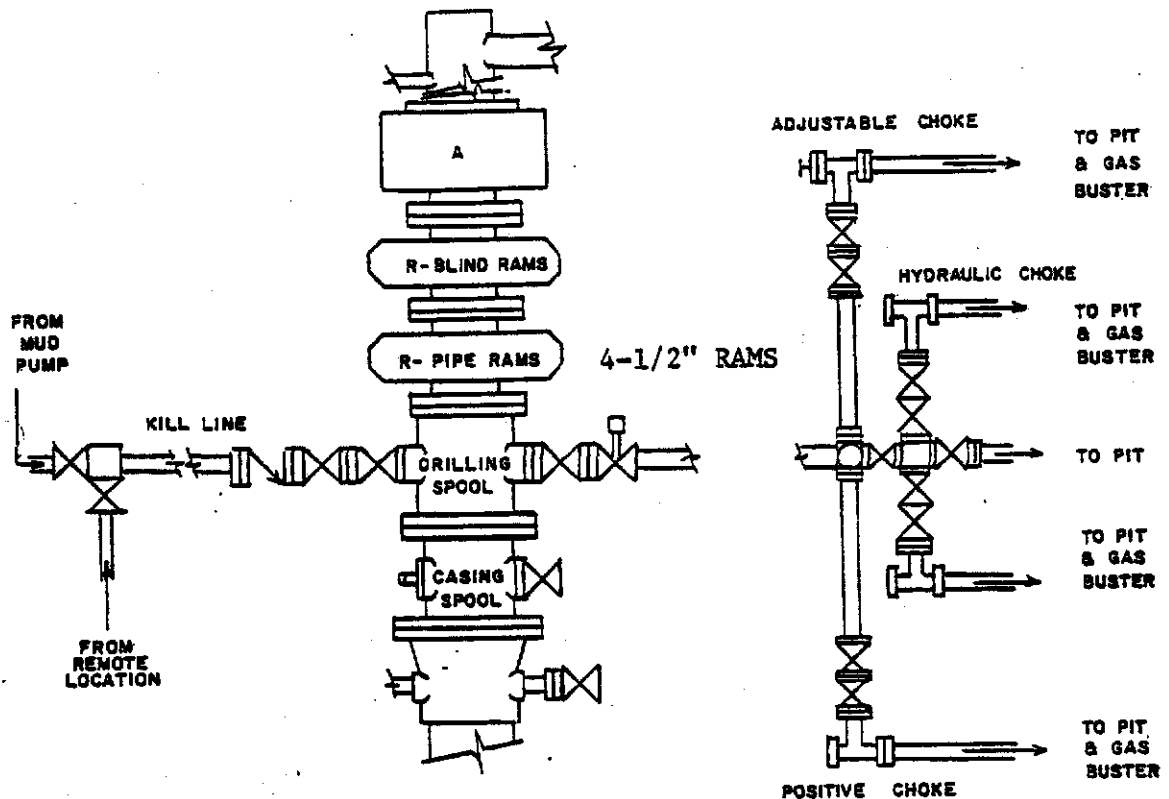 A
R-BLIND RAMS
R- PIPE RAMS
4-1/2" RAMS
FROM
MUD
PUMP
KILL LINE
DRILLING
SPOOL
CASING
SPOOL
FROM
REMOTE
LOCATION
ADJUSTABLE CHOKE
TO PIT
& GAS
BUSTER
HYDRAULIC CHOKE
TO PIT
& GAS
BUSTER
TO PIT
TO PIT
& GAS
BUSTER
TO PIT
& GAS
BUSTER
POSITIVE CHOKE